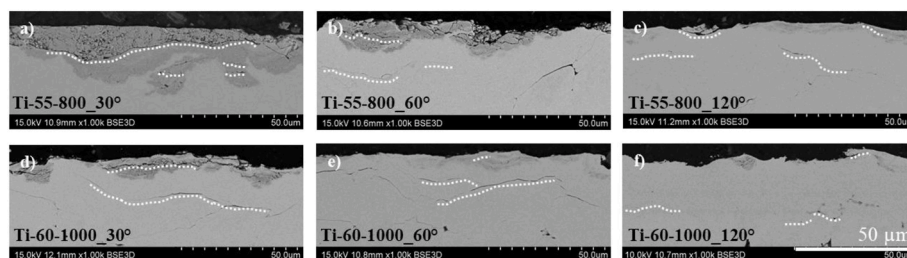 a)
Ti-55-800_30°
15.0kV 10.9mm x1.00k BSE3D 50.0um
b)
Ti-55-800_60°
15.0kV 10.6mm x1.00k BSE3D 50.0um
c)
Ti-55-800_120°
15.0kV 11.2mm x1.00k BSE3D 50.0um
d)
Ti-60-1000_30°
15.0kV 12.1mm x1.00k BSE3D 50.0um
e)
Ti-60-1000_60°
15.0kV 10.8mm x1.00k BSE3D 50.0um
f)
50 µm
Ti-60-1000_120°
10.0kV 10.7mm x1.00k BSE3D 50.0um